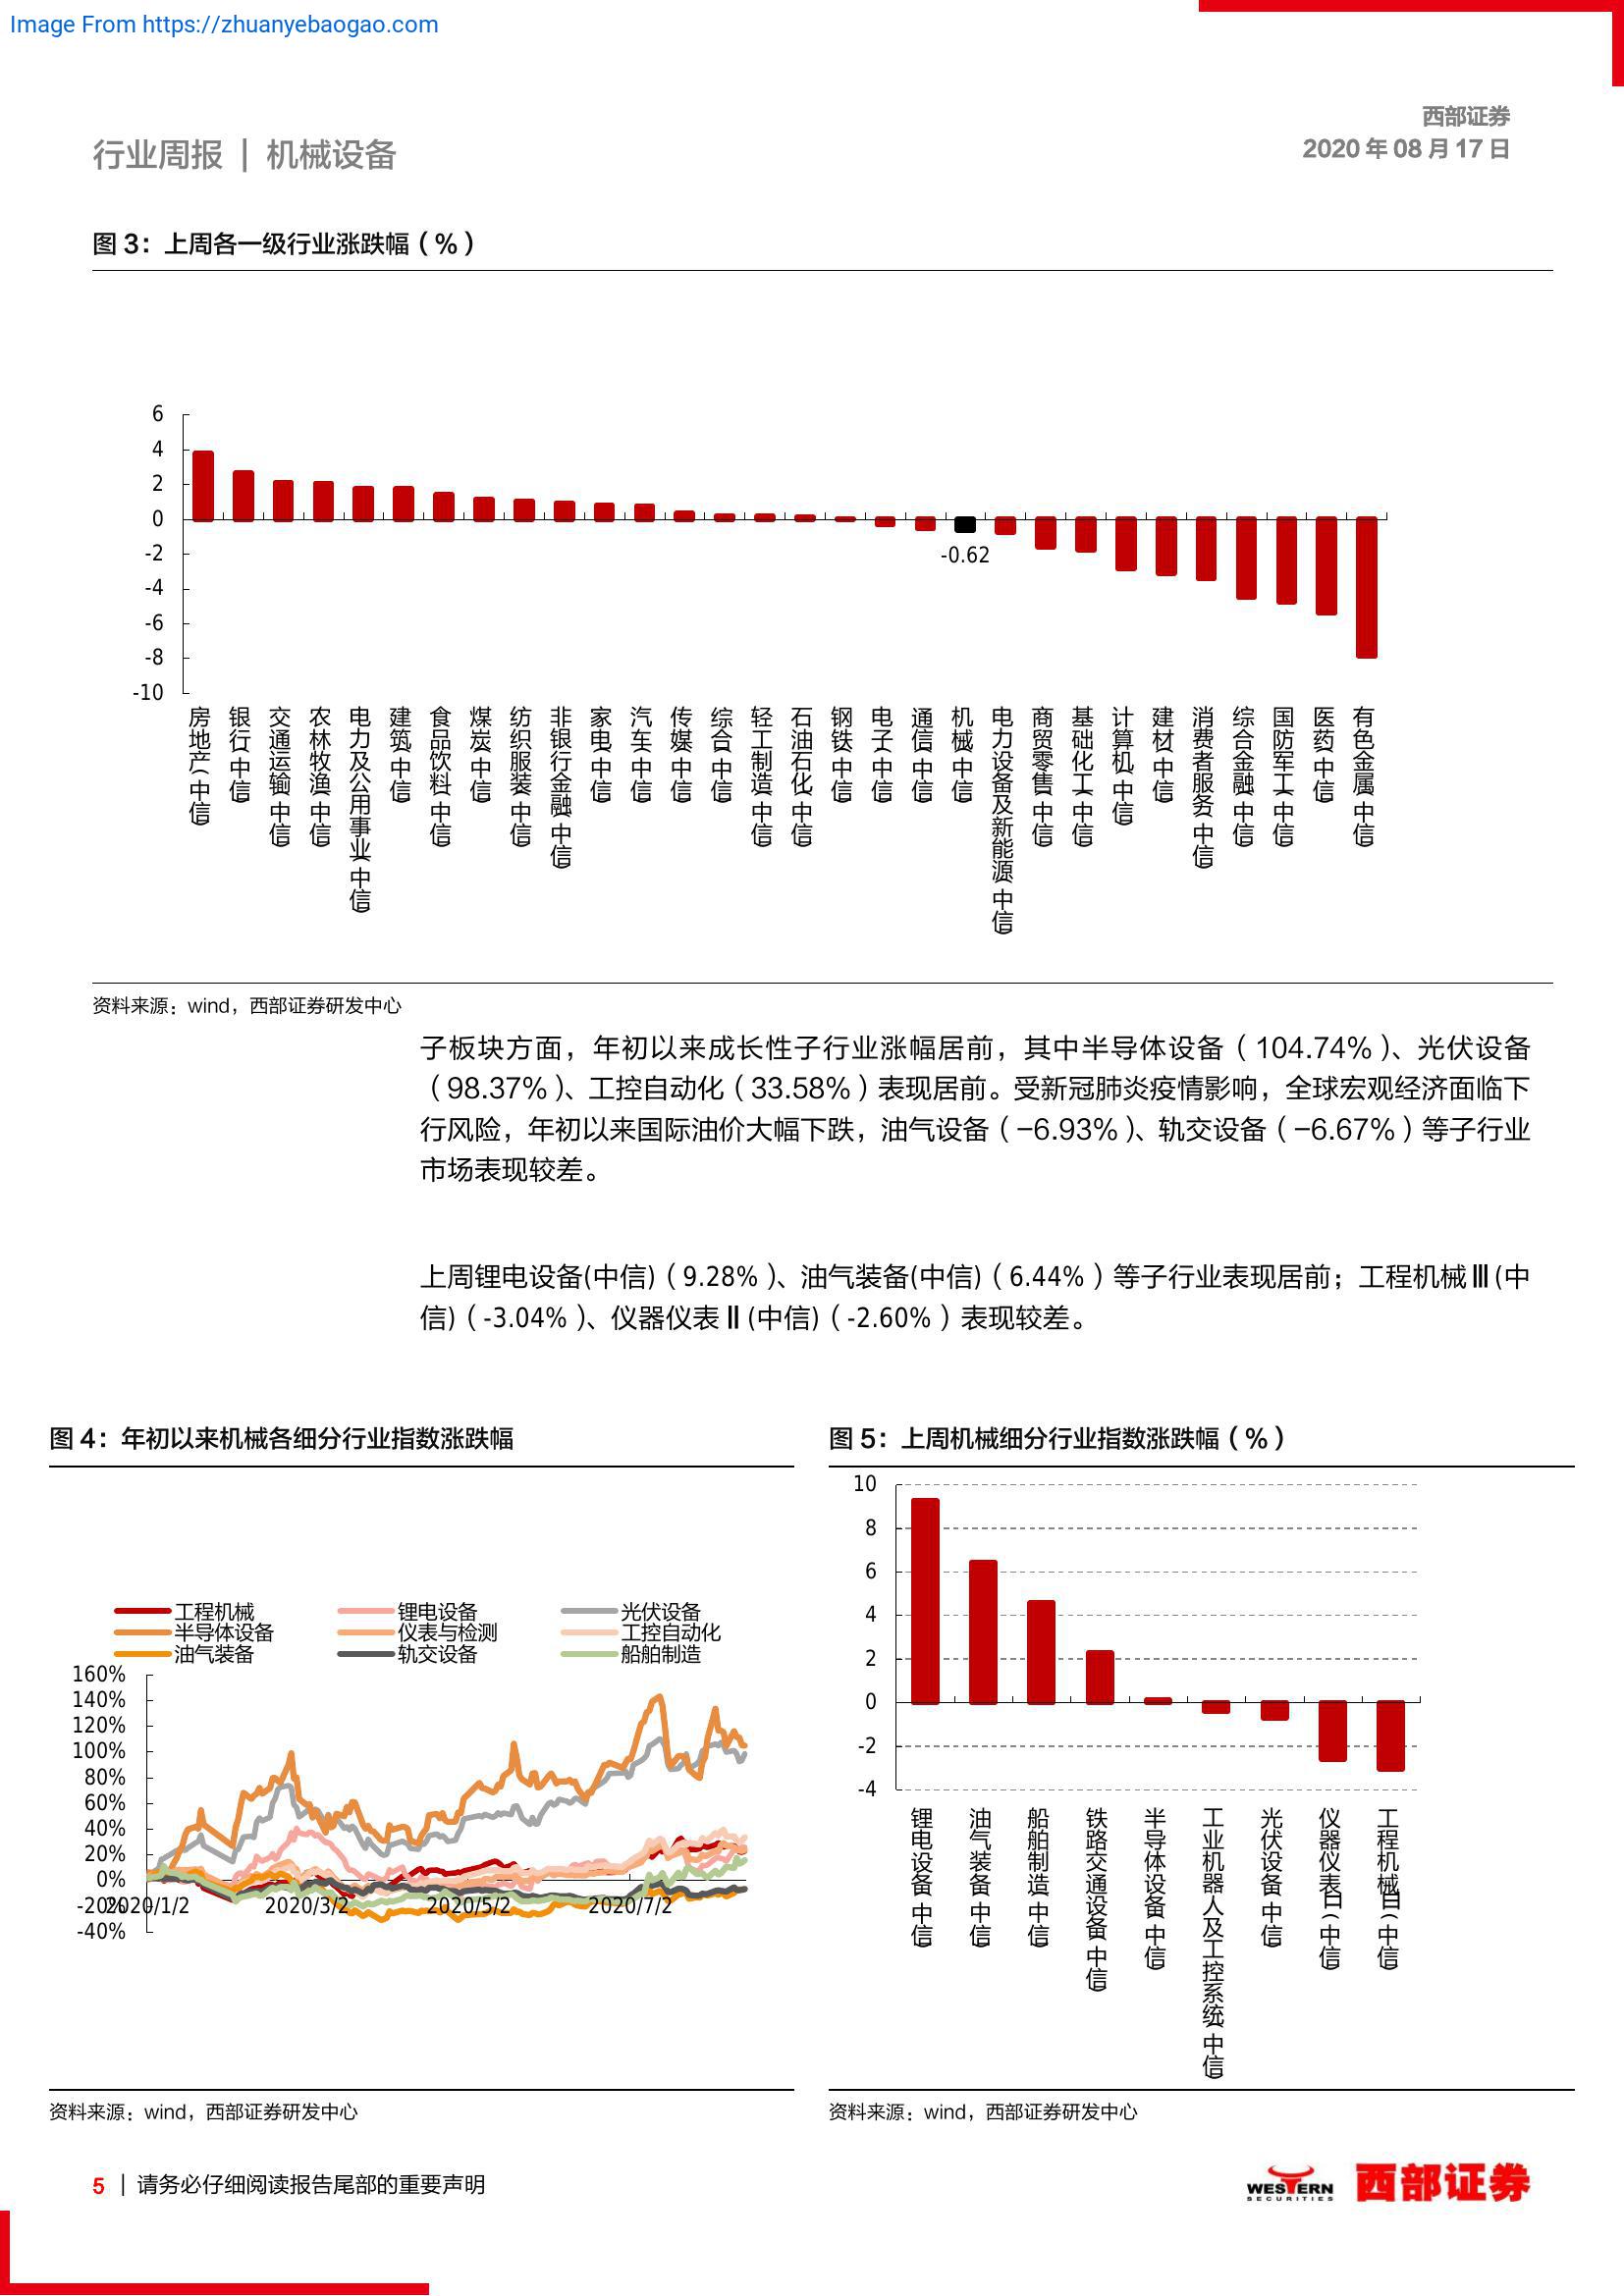 Image From https://zhuanyebaogao.com
西部证券
2020 年 08 月 17 日
行业周报 | 机械设备
图 3：上周各一级行业涨跌幅（%）
6
4
2
0
-2
-4
-6
-8
-10
-0.62
房地产(中信)
银行(中信)
交通运输(中信)
农林牧渔(中信)
电力及公用事业(中信)
建筑(中信)
食品饮料(中信)
煤炭(中信)
纺织服装(中信)
非银行金融(中信)
家电(中信)
汽车(中信)
传媒(中信)
综合(中信)
轻工制造(中信)
石油石化(中信)
钢铁(中信)
电子(中信)
通信(中信)
机械(中信)
电力设备及新能源(中信)
商贸零售(中信)
基础化工(中信)
计算机(中信)
建材(中信)
消费者服务(中信)
综合金融(中信)
国防军工(中信)
医药(中信)
有色金属(中信)
资料来源：wind，西部证券研发中心
子板块方面，年初以来成长性子行业涨幅居前，其中半导体设备（104.74%）、光伏设备
（98.37%）、工控自动化（33.58%）表现居前。受新冠肺炎疫情影响，全球宏观经济面临下
行风险，年初以来国际油价大幅下跌，油气设备（-6.93%）、轨交设备（-6.67%）等子行业
市场表现较差。
上周锂电设备(中信)（9.28%）、油气装备(中信)（6.44%）等子行业表现居前；工程机械Ⅲ(中
信)（-3.04%）、仪器仪表Ⅱ(中信)（-2.60%）表现较差。
图 4：年初以来机械各细分行业指数涨跌幅
工程机械
锂电设备
光伏设备
半导体设备
仪表与检测
工控自动化
油气装备
轨交设备
船舶制造
160%
140%
120%
100%
80%
60%
40%
20%
0%
-20%
-40%
2020/1/2
2020/3/2
2020/5/2
2020/7/2
资料来源：wind，西部证券研发中心
图 5：上周机械细分行业指数涨跌幅（%）
10
8
6
4
2
0
-2
-4
锂电设备(中信)
油气装备(中信)
船舶制造(中信)
铁路交通设备(中信)
半导体设备(中信)
工业机器人及工控系统(中信)
光伏设备(中信)
仪器仪表Ⅱ(中信)
工程机械Ⅲ(中信)
资料来源：wind，西部证券研发中心
5 | 请务必仔细阅读报告尾部的重要声明
WESTERN
SECURITIES
西部证券